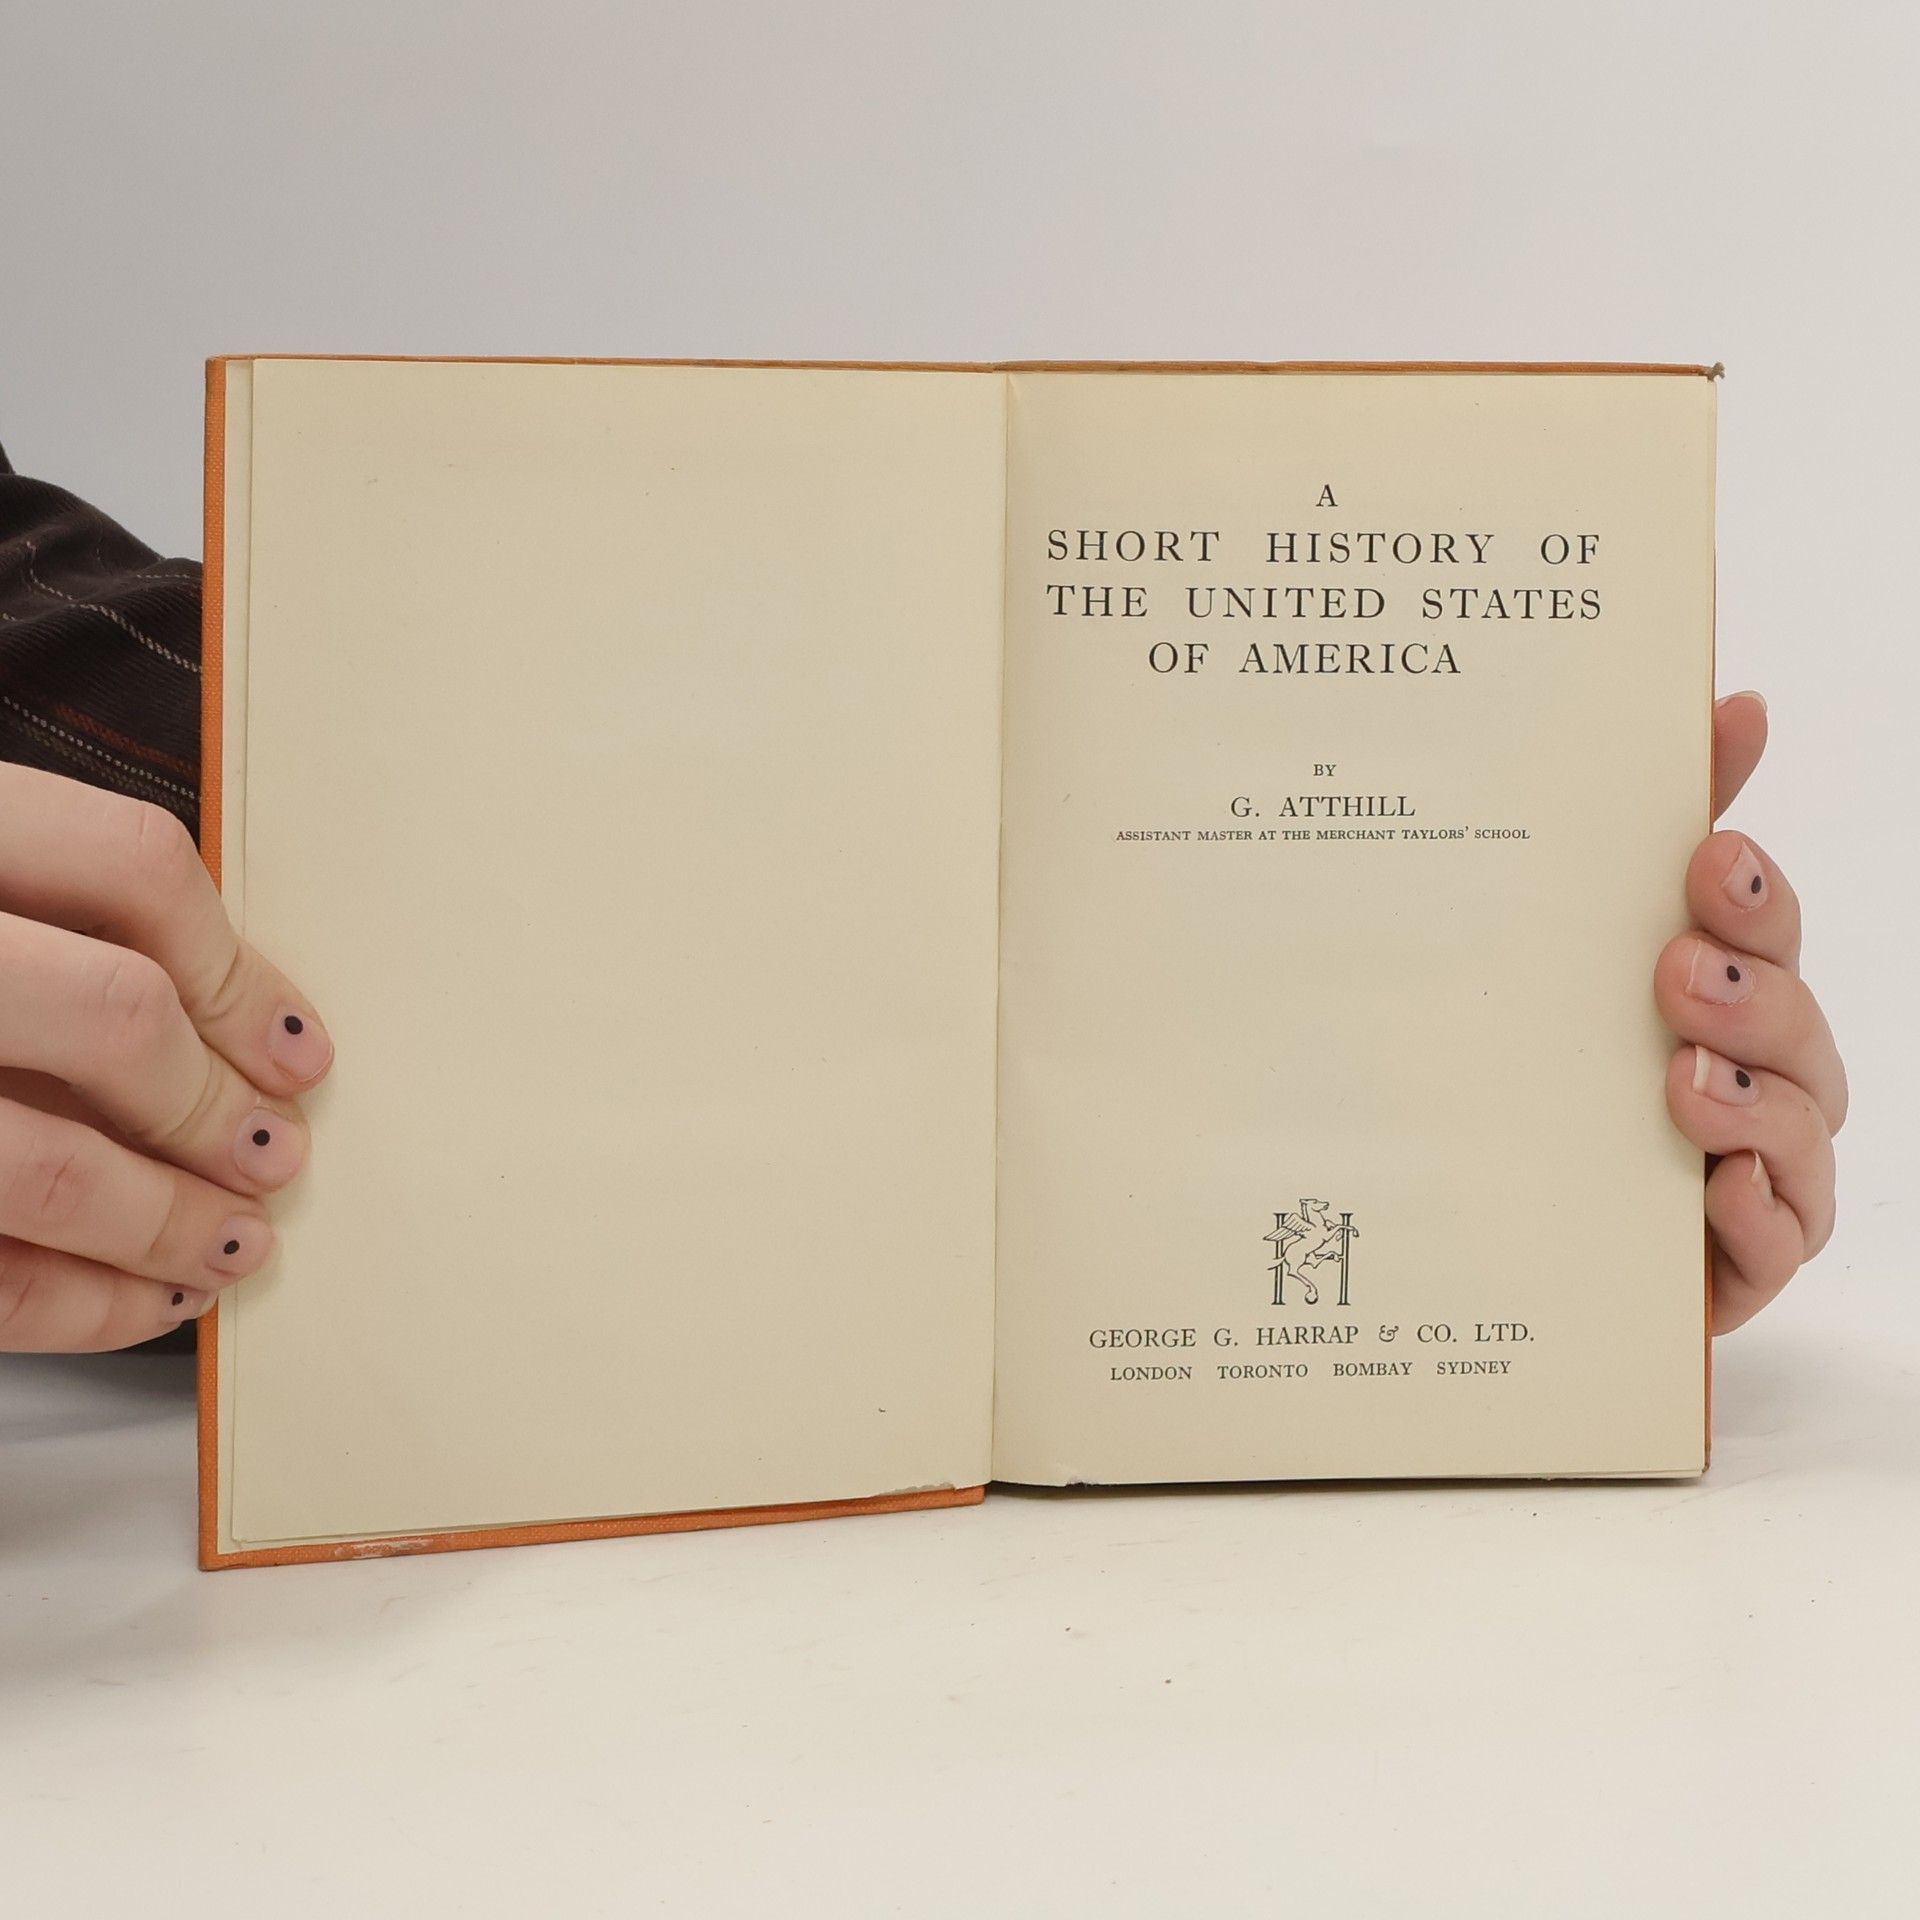 A
SHORT HISTORY OF
THE UNITED STATES
OF AMERICA
BY
G. ATTHILL
ASSISTANT MASTER AT THE MERCHANT TAYLORS' SCHOOL
H
GEORGE G. HARRAP & CO. LTD.
LONDON TORONTO BOMBAY SYDNEY